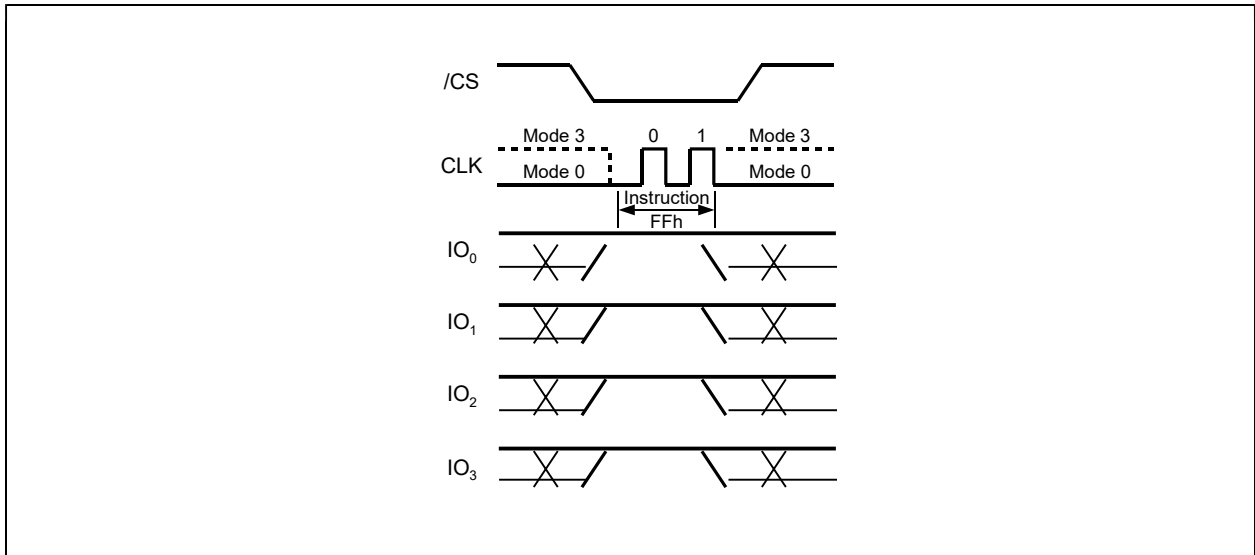 /CS
Mode 3 0 1 Mode 3
CLK
Mode 0 Mode 0
Instruction
FFh
IO₀
IO₁
IO₂
IO₃